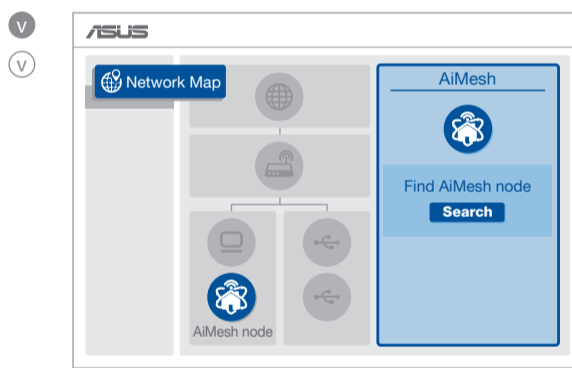 V
V
ASUS
Network Map
AiMesh
Find AiMesh node
Search
AiMesh node